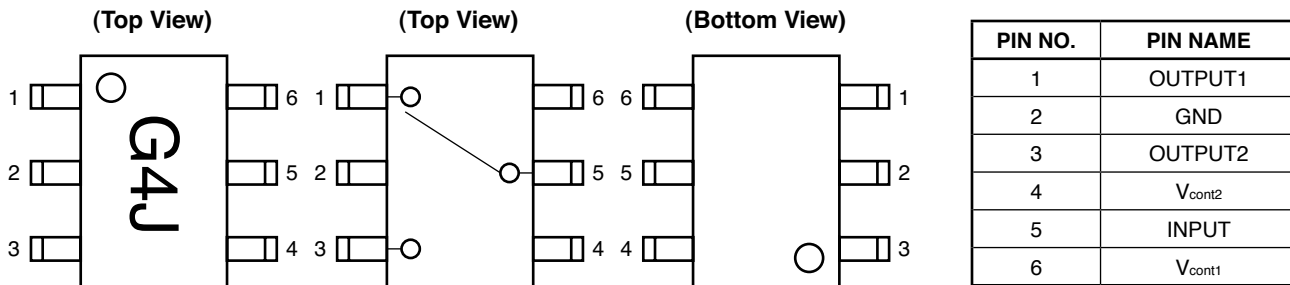 (Top View) (Top View) (Bottom View)
1 6 1 6 6 1
2 5 2 5 5 2
3 4 3 4 4 3
G4J
PIN NO. PIN NAME
1 OUTPUT1
2 GND
3 OUTPUT2
4 Vcont2
5 INPUT
6 Vcont1